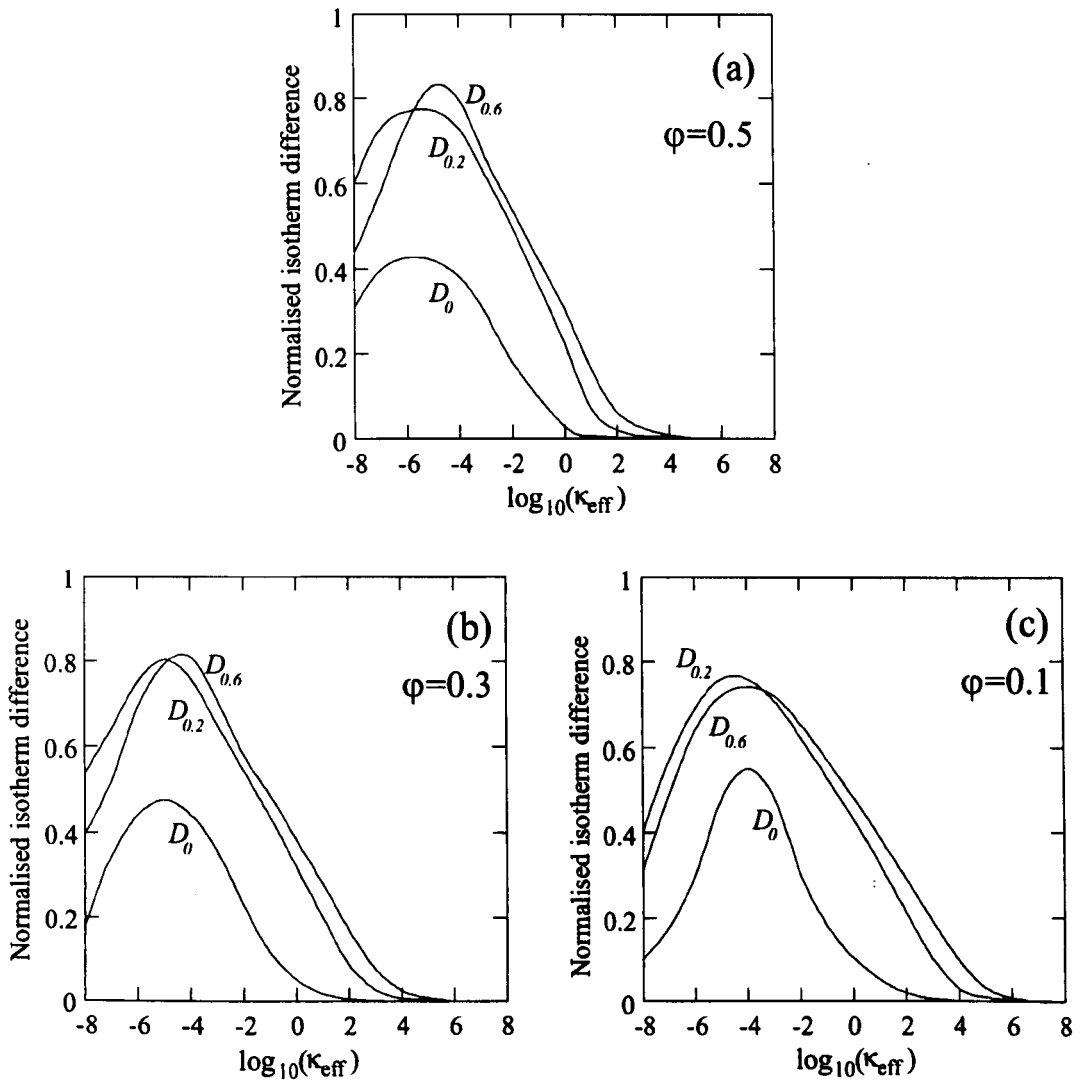 (a)
φ=0.5
Normalised isotherm difference
1
0.8
0.6
0.4
0.2
0
D0.6
D0.2
D0
-8 -6 -4 -2 0 2 4 6 8
log10(κeff)
(b)
φ=0.3
Normalised isotherm difference
1
0.8
0.6
0.4
0.2
0
D0.6
D0.2
D0
-8 -6 -4 -2 0 2 4 6 8
log10(κeff)
(c)
φ=0.1
Normalised isotherm difference
1
0.8
0.6
0.4
0.2
0
D0.2
D0.6
D0
-8 -6 -4 -2 0 2 4 6 8
log10(κeff)